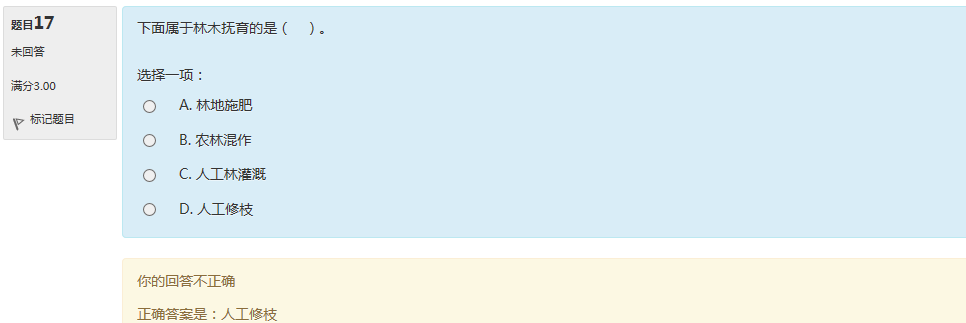 题目17
未回答
满分3.00
标记题目
下面属于林木抚育的是（　）。
选择一项：
A. 林地施肥
B. 农林混作
C. 人工林灌溉
D. 人工修枝
你的回答不正确
正确答案是：人工修枝